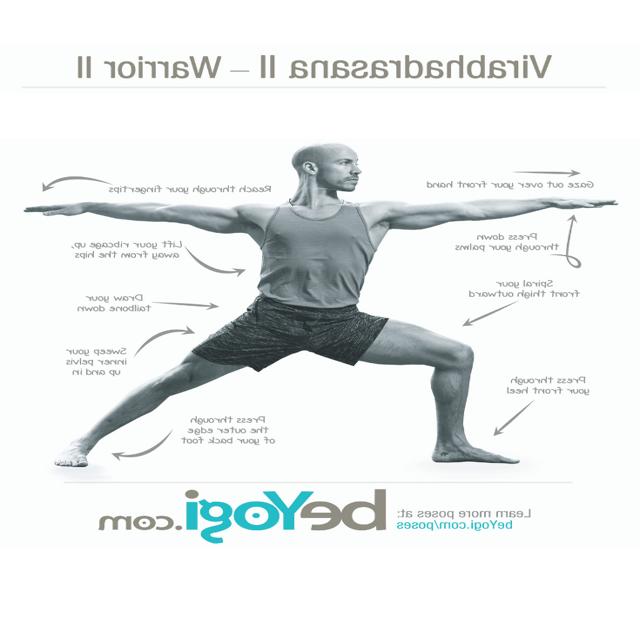 Virabhadrasana II – Warrior II
Reach through your fingertips
Gaze out over your front hand
Lift your ribcage up,
away from the hips
Press down
through your palms
Draw your
tailbone down
Spiral your
front thigh outward
Sweep your
inner pelvis
up and in
Press through
your front heel
Press through
the outer edge
of your back foot
beYogi.com
Learn more poses at:
beYogi.com/poses